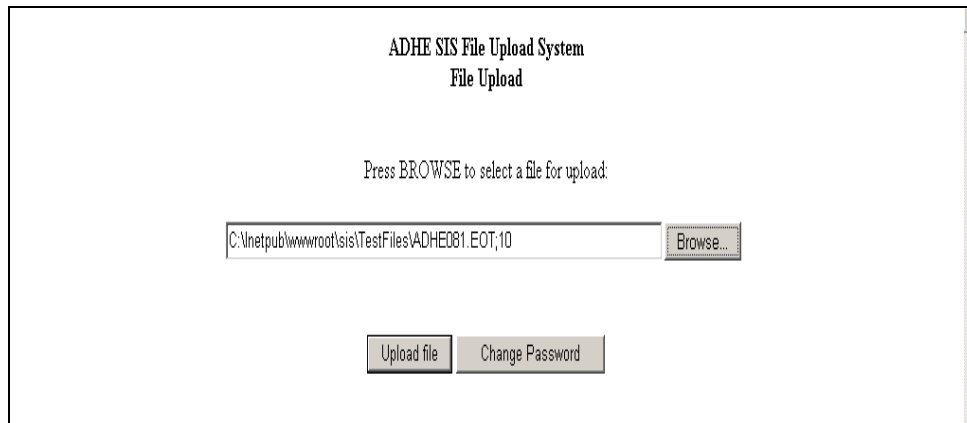 ADHE SIS File Upload System
File Upload
Press BROWSE to select a file for upload:
C:\Inetpub\wwwroot\sis\TestFiles\ADHE081.EOT;10
Browse...
Upload file
Change Password